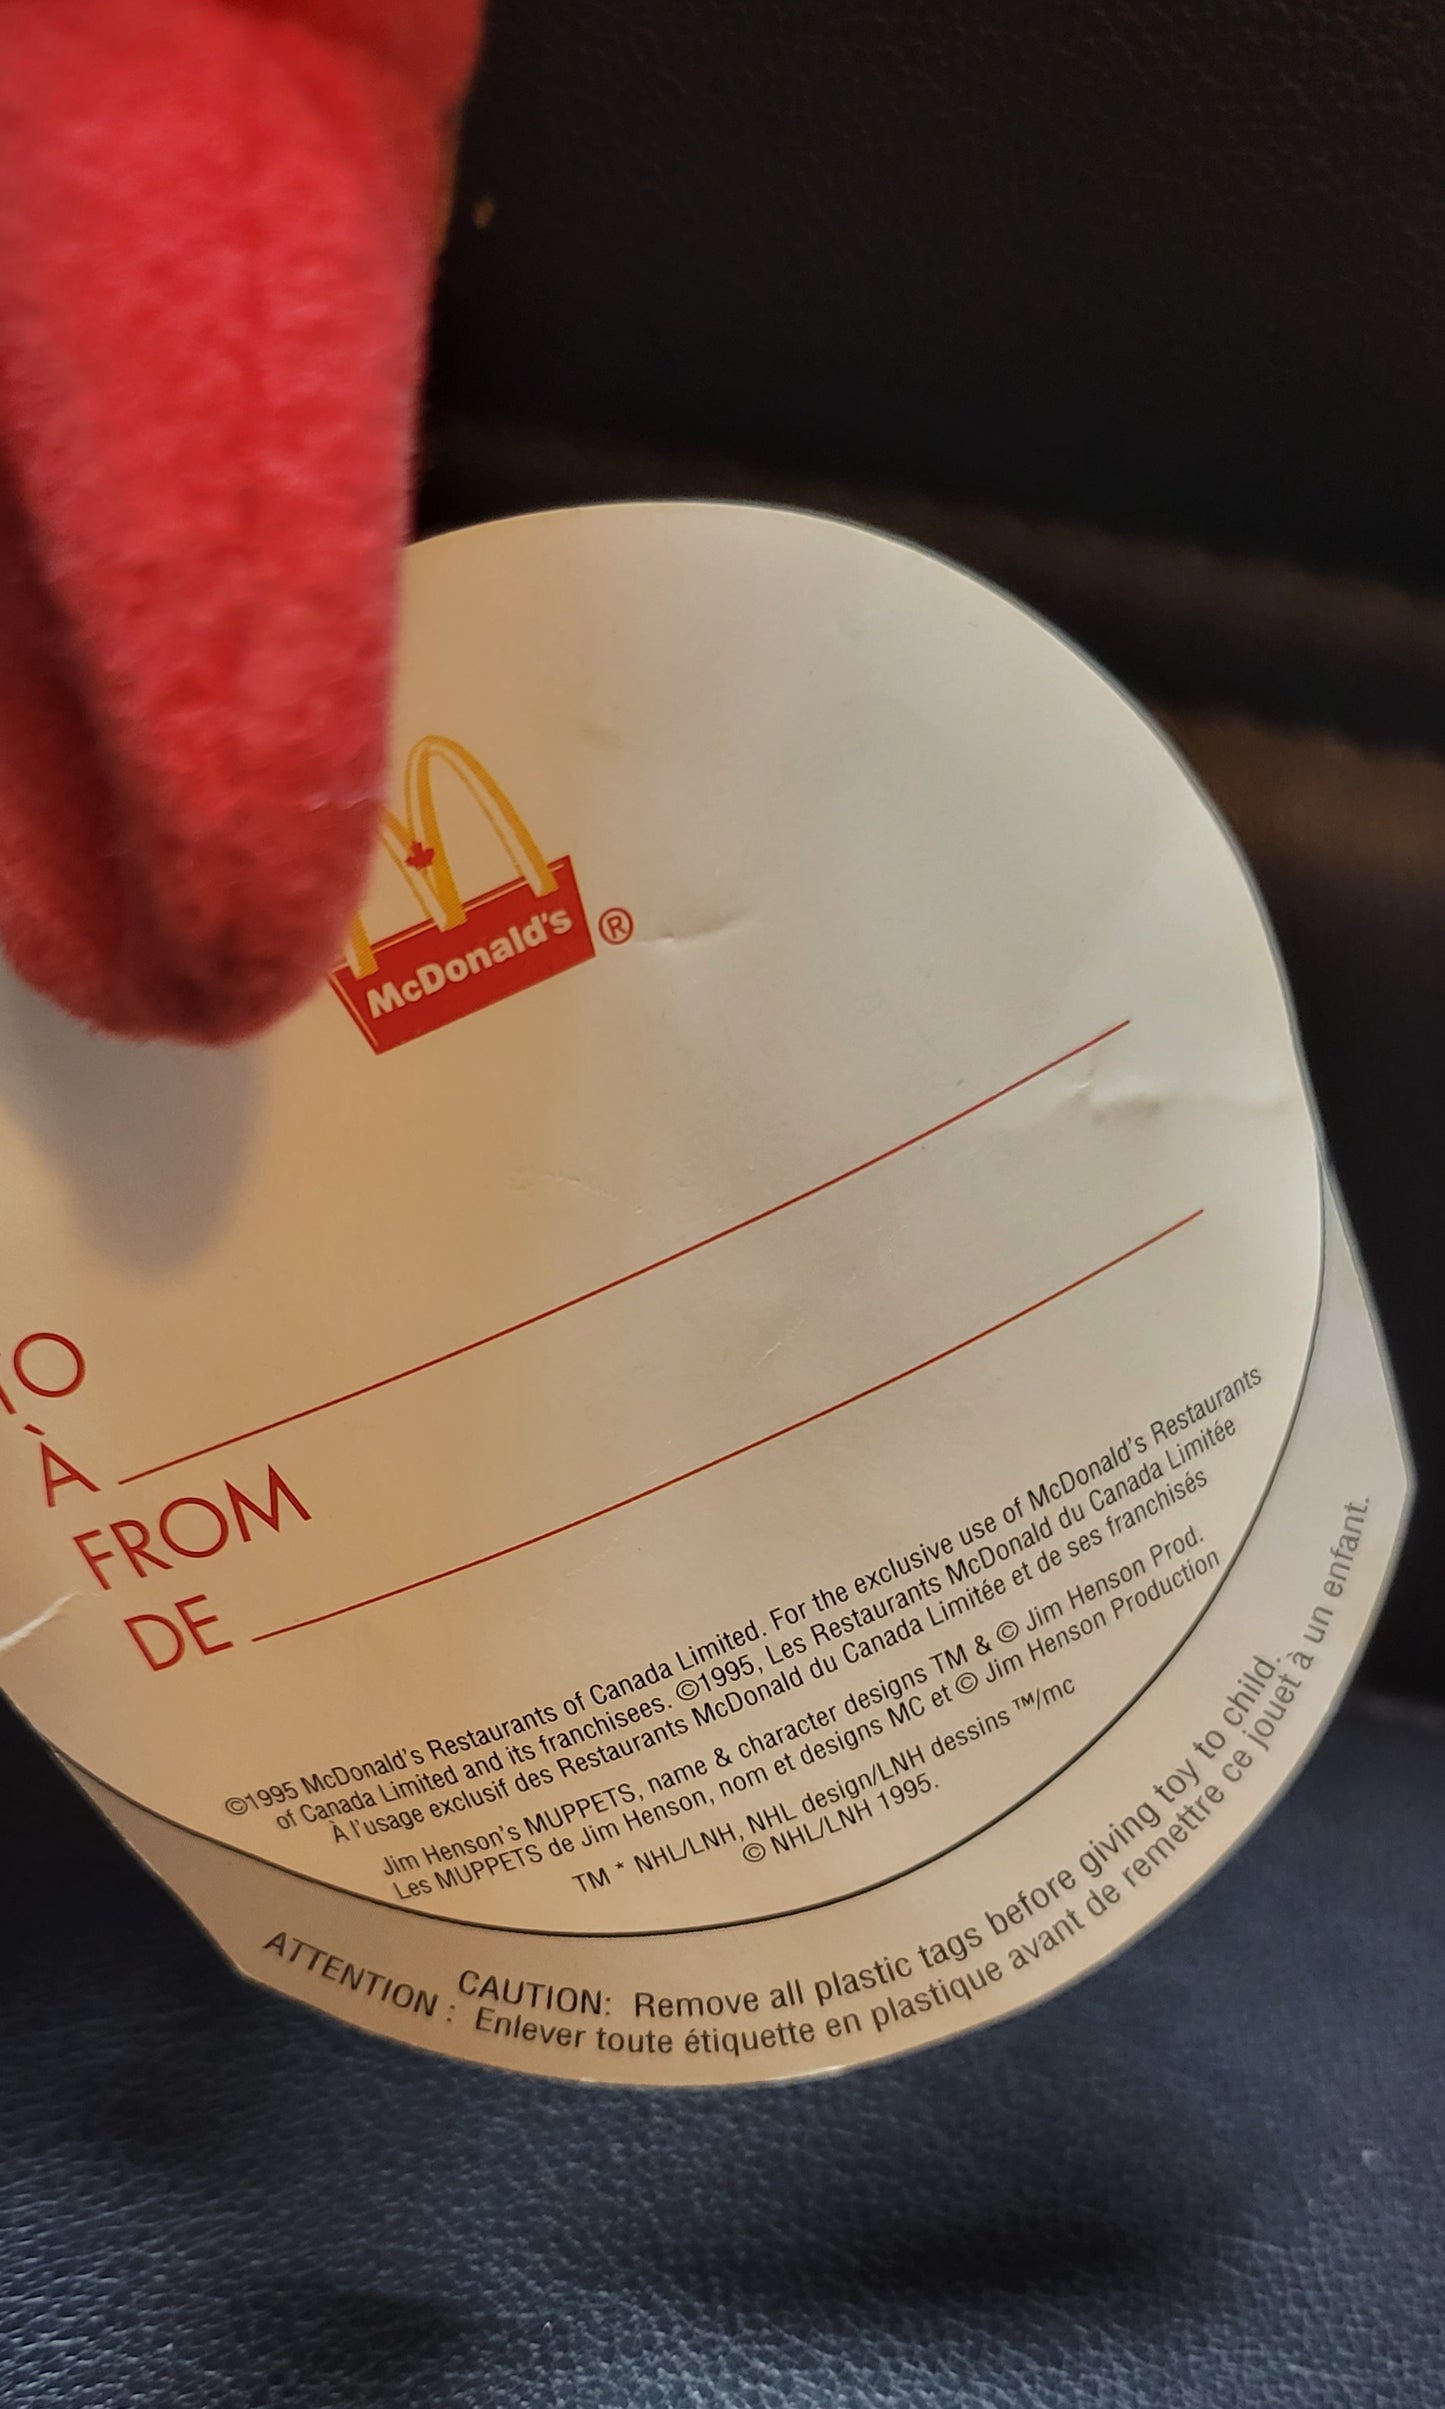 McDonald's ®
TO
À
FROM
DE
©1995 McDonald's Restaurants of Canada Limited. For the exclusive use of McDonald's Restaurants
of Canada Limited and its franchisees. ©1995, Les Restaurants McDonald du Canada Limitée
À l'usage exclusif des Restaurants McDonald du Canada Limitée et de ses franchisés
Jim Henson's MUPPETS, name & character designs TM & © Jim Henson Prod.
Les MUPPETS de Jim Henson, nom et designs MC et © Jim Henson Production
TM * NHL/LNH, NHL design/LNH dessins ™/mc
© NHL/LNH 1995.
CAUTION: Remove all plastic tags before giving toy to child.
ATTENTION : Enlever toute étiquette en plastique avant de remettre ce jouet à un enfant.